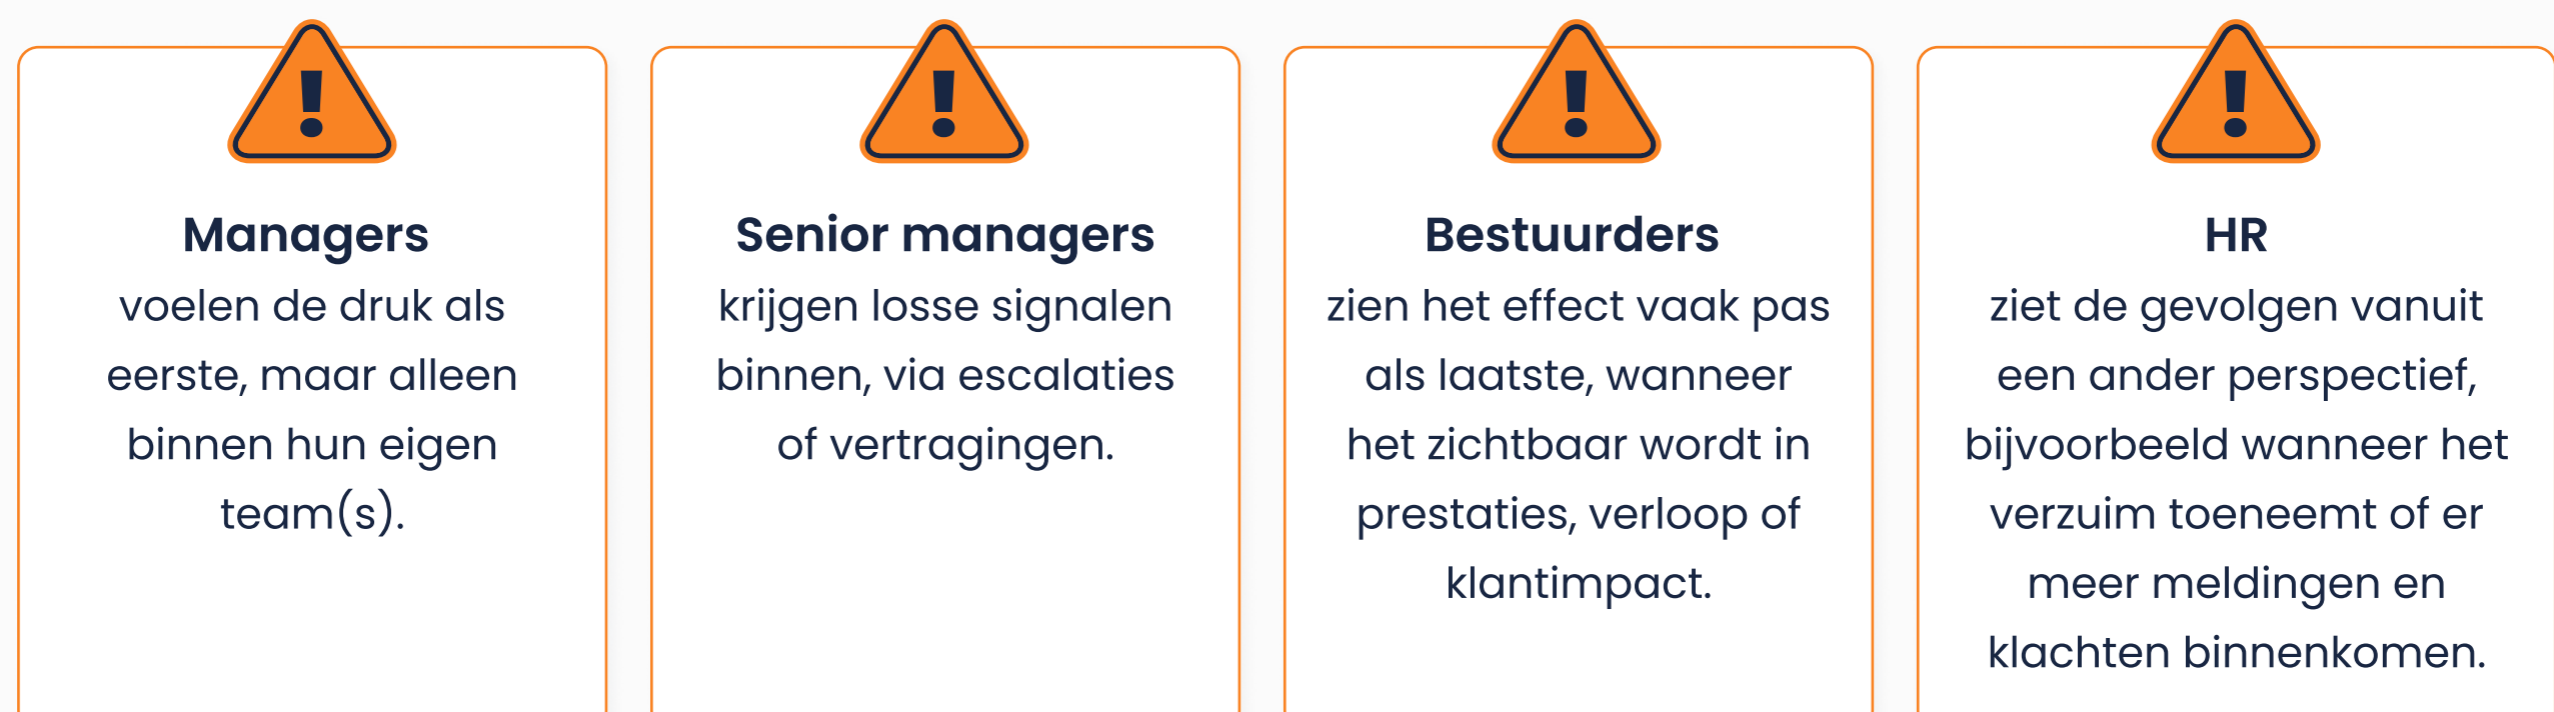 Managers
voelen de druk als
eerste, maar alleen
binnen hun eigen
team(s).
Senior managers
krijgen losse signalen
binnen, via escalaties
of vertragingen.
Bestuurders
zien het effect vaak pas
als laatste, wanneer
het zichtbaar wordt in
prestaties, verloop of
klantimpact.
HR
ziet de gevolgen vanuit
een ander perspectief,
bijvoorbeeld wanneer het
verzuim toeneemt of er
meer meldingen en
klachten binnenkomen.